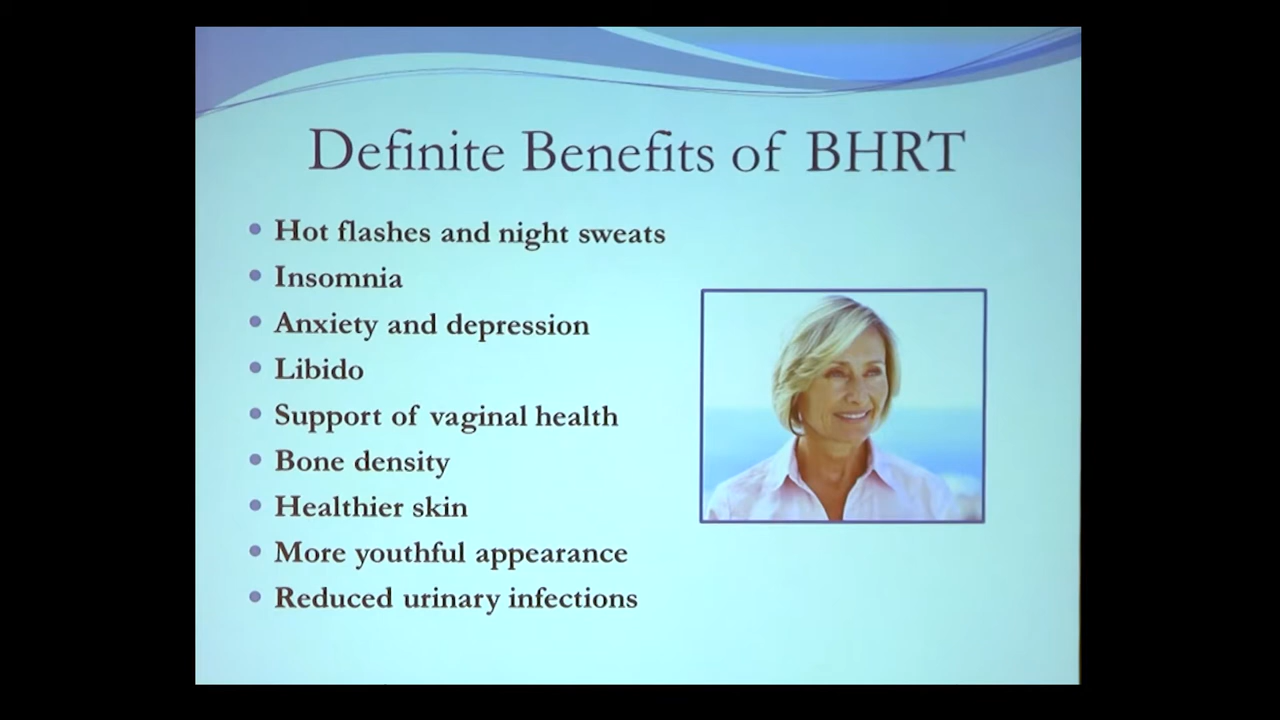 Definite Benefits of BHRT
Hot flashes and night sweats
Insomnia
Anxiety and depression
Libido
Support of vaginal health
Bone density
Healthier skin
More youthful appearance
Reduced urinary infections